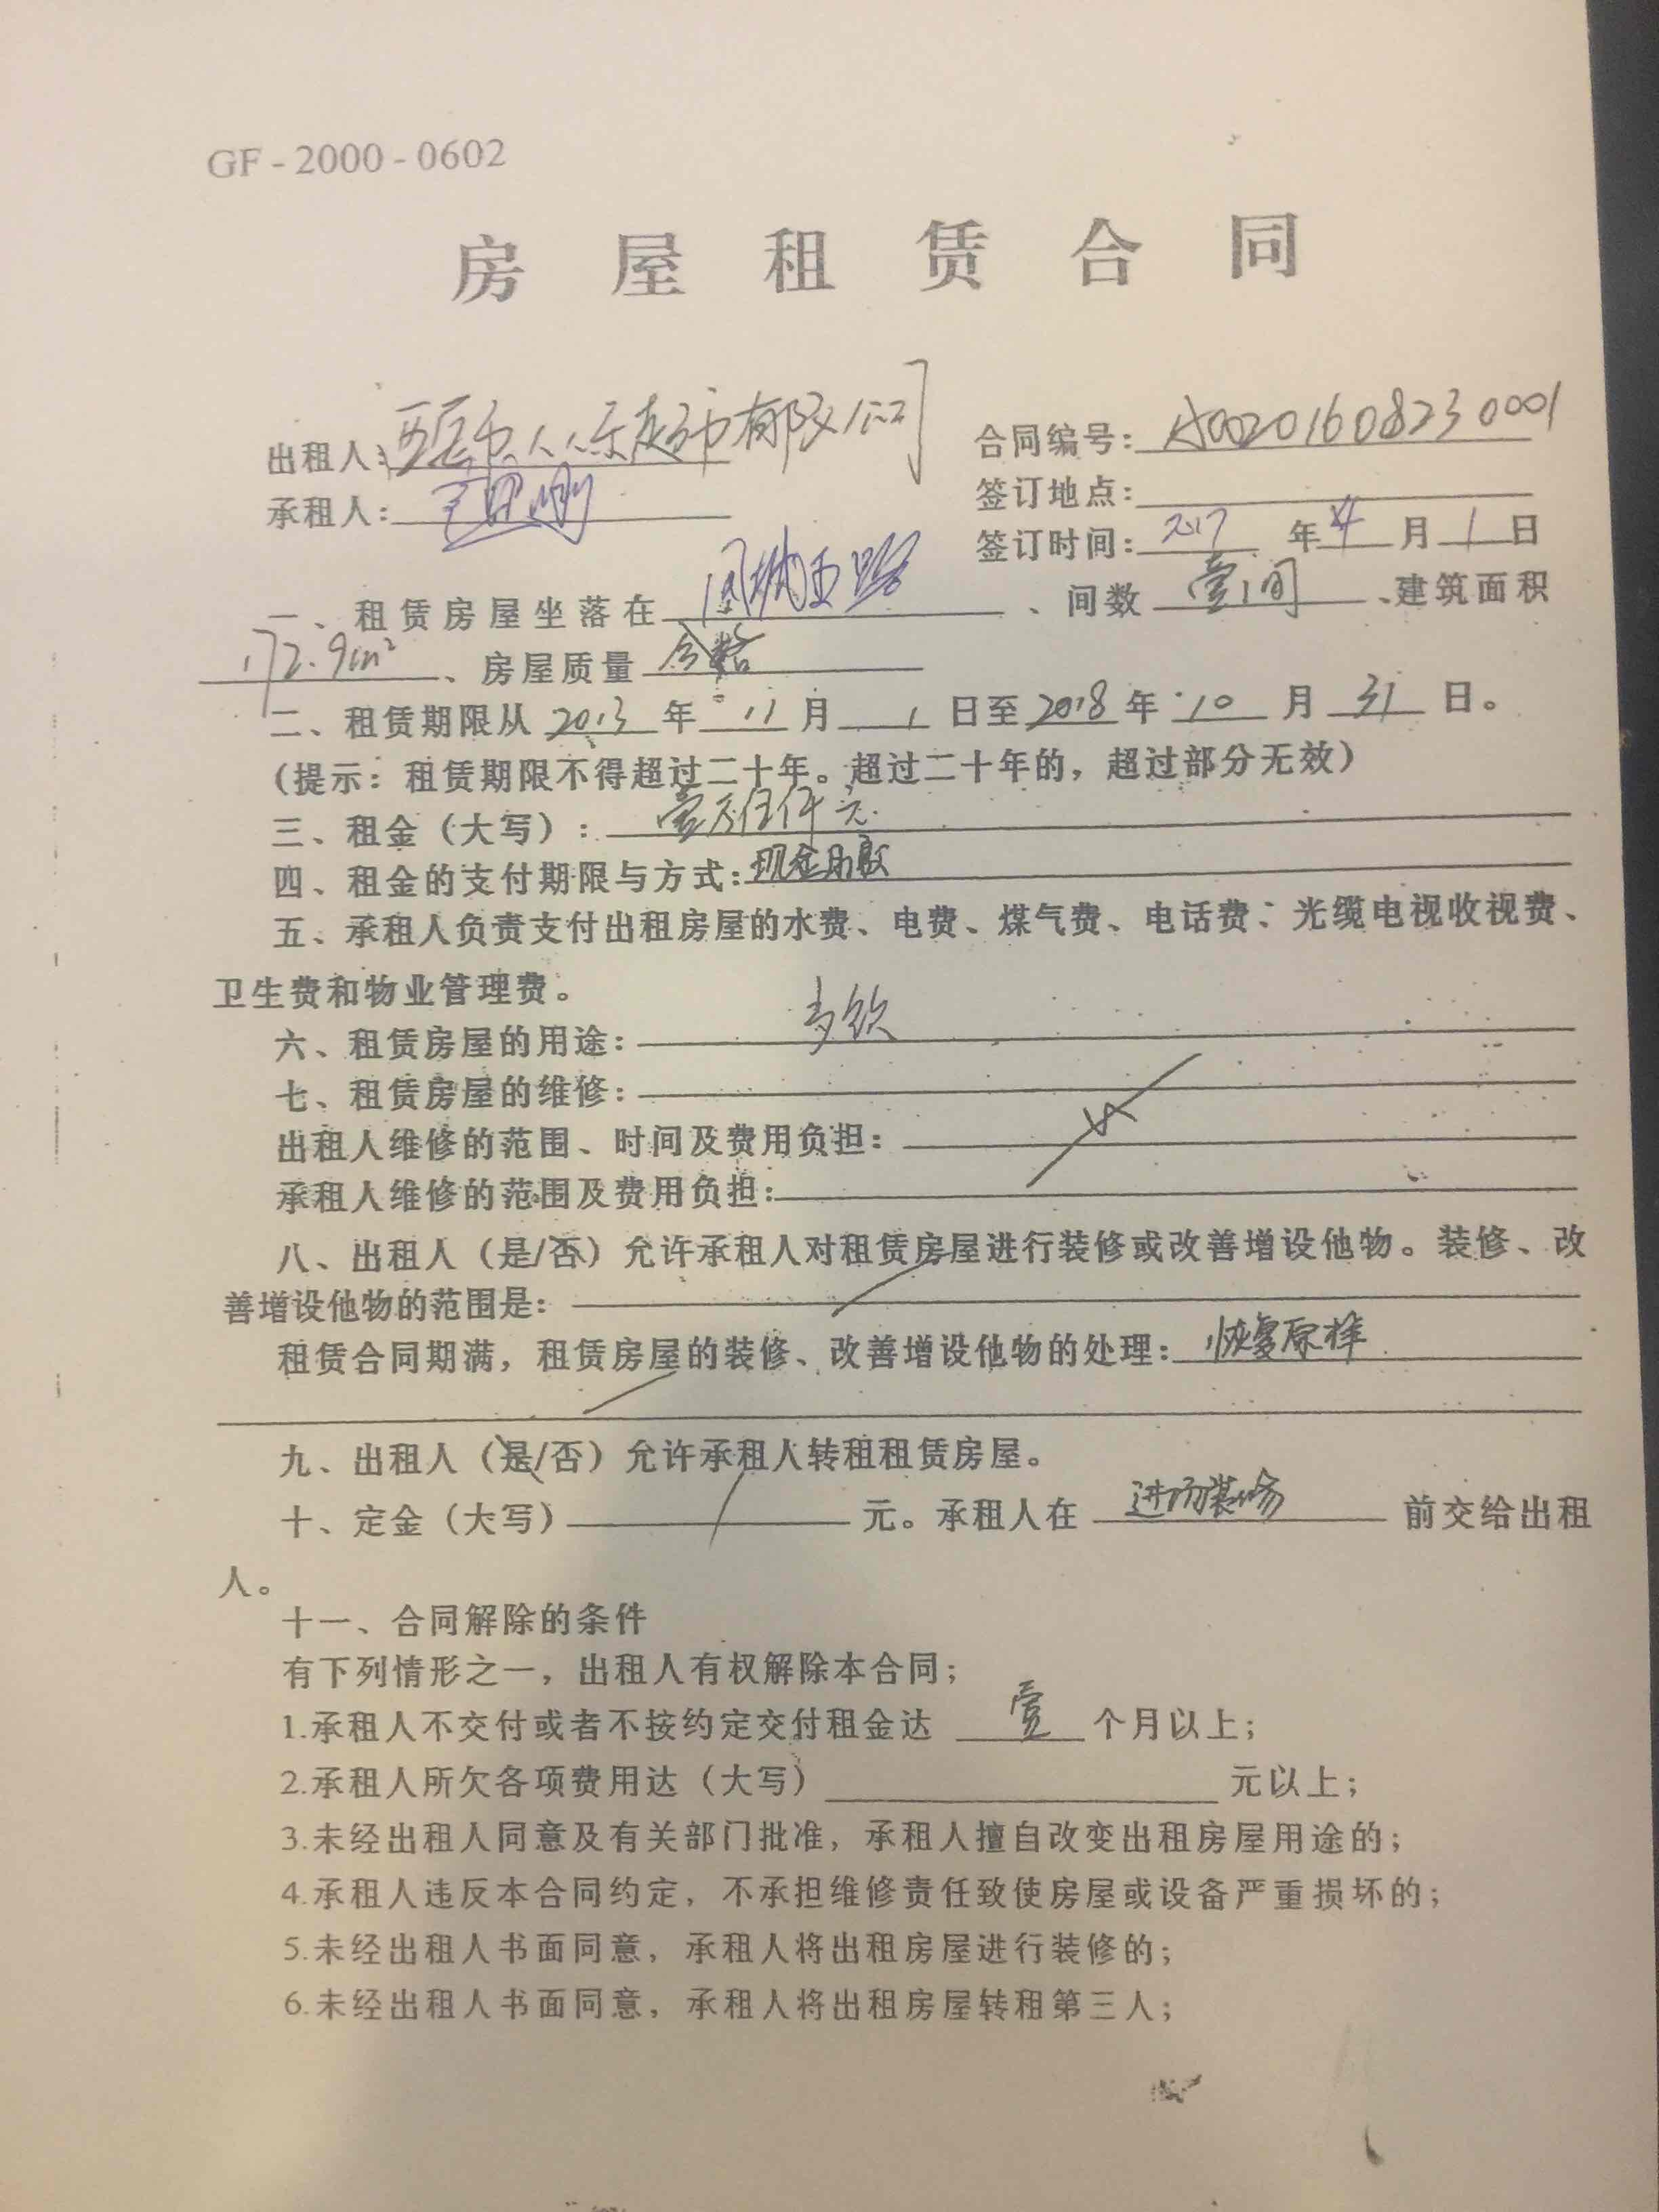 GF-2000-0602
房屋租赁合同
出租人: 有限公司 合同编号: A00201608230001
承租人: 签订地点:
签订时间: 2017 年 4 月 1 日
一、租赁房屋坐落在 凤城五路 、间数 壹间 、建筑面积
172.9m² 、房屋质量 合格
二、租赁期限从 2013 年 11 月 1 日至 2018 年 10 月 31 日。
(提示: 租赁期限不得超过二十年。超过二十年的, 超过部分无效)
三、租金(大写): 壹万伍仟元
四、租金的支付期限与方式: 现金
五、承租人负责支付出租房屋的水费、电费、煤气费、电话费、光缆电视收视费、
卫生费和物业管理费。
六、租赁房屋的用途:
七、租赁房屋的维修:
出租人维修的范围、时间及费用负担:
承租人维修的范围及费用负担:
八、出租人(是/否)允许承租人对租赁房屋进行装修或改善增设他物。装修、改
善增设他物的范围是:
租赁合同期满, 租赁房屋的装修、改善增设他物的处理: 恢复原样
九、出租人(是/否)允许承租人转租租赁房屋。
十、定金(大写) 元。承租人在 进场装修 前交给出租
人。
十一、合同解除的条件
有下列情形之一, 出租人有权解除本合同;
1.承租人不交付或者不按约定交付租金达 壹 个月以上;
2.承租人所欠各项费用达(大写) 元以上;
3.未经出租人同意及有关部门批准, 承租人擅自改变出租房屋用途的;
4.承租人违反本合同约定, 不承担维修责任致使房屋或设备严重损坏的;
5.未经出租人书面同意, 承租人将出租房屋进行装修的;
6.未经出租人书面同意, 承租人将出租房屋转租第三人;